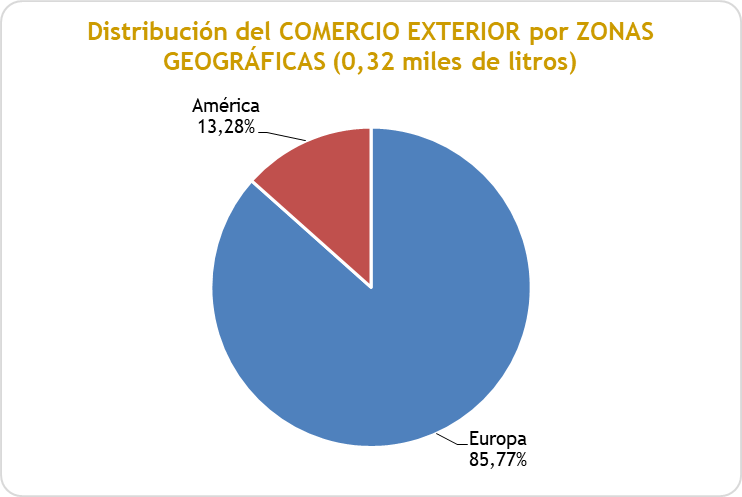 Distribución del COMERCIO EXTERIOR por ZONAS
GEOGRÁFICAS (0,32 miles de litros)
América
13,28%
Europa
85,77%